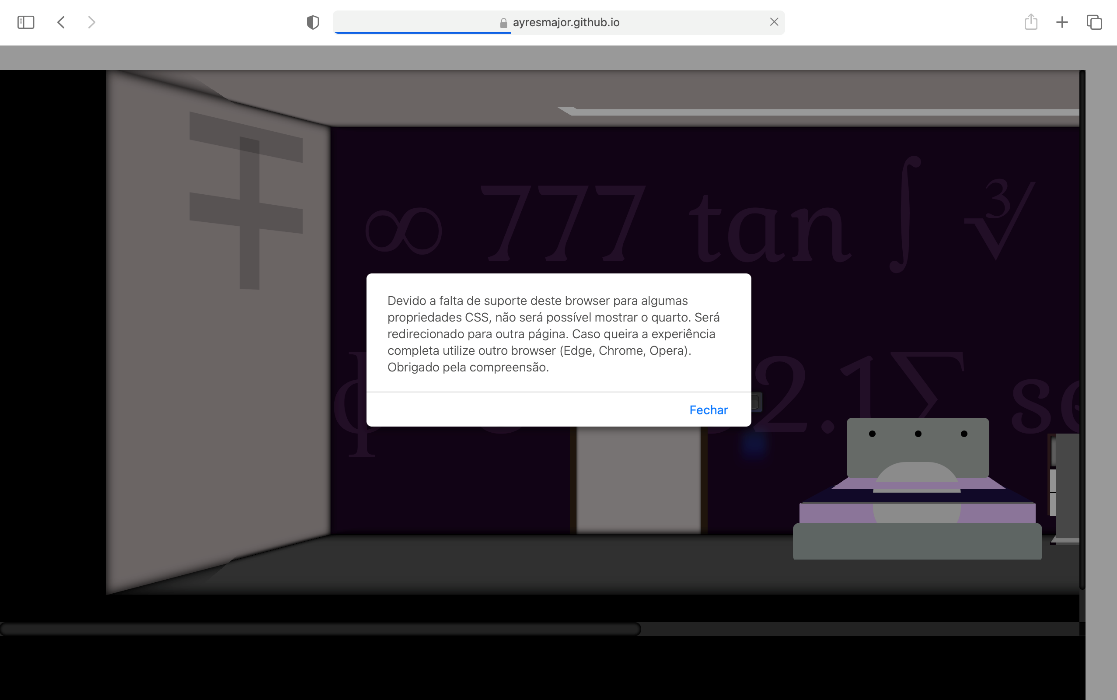 ayresmajor.github.io
∞ 777 tan ∫ ∛
Devido a falta de suporte deste browser para algumas
propriedades CSS, não será possível mostrar o quarto. Será
redirecionado para outra página. Caso queira a experiência
completa utilize outro browser (Edge, Chrome, Opera).
Obrigado pela compreensão.
2.1∑
Fechar